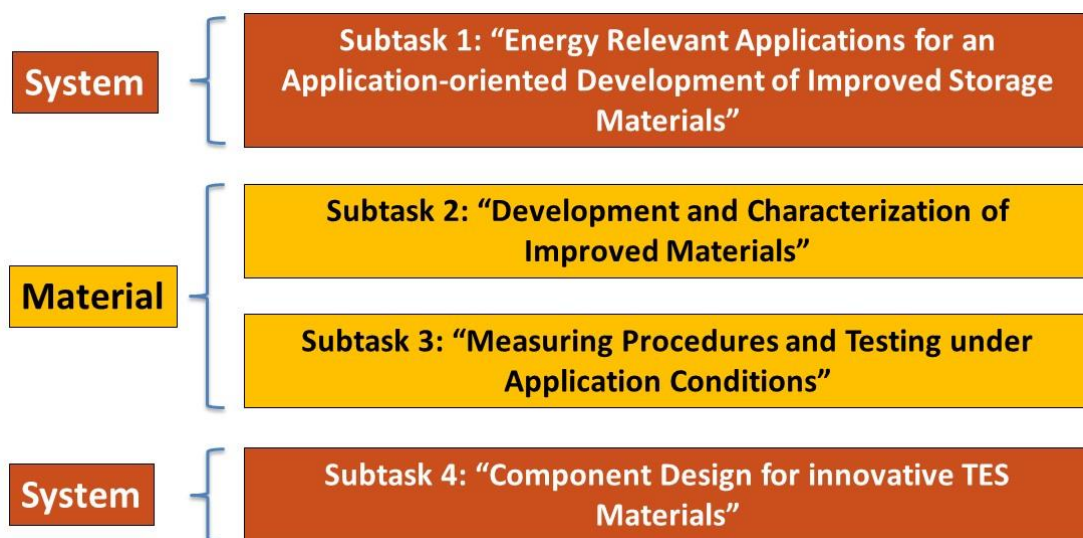 System
Subtask 1: “Energy Relevant Applications for an
Application-oriented Development of Improved Storage
Materials”
Material
Subtask 2: “Development and Characterization of
Improved Materials”
Subtask 3: “Measuring Procedures and Testing under
Application Conditions”
System
Subtask 4: “Component Design for innovative TES
Materials”